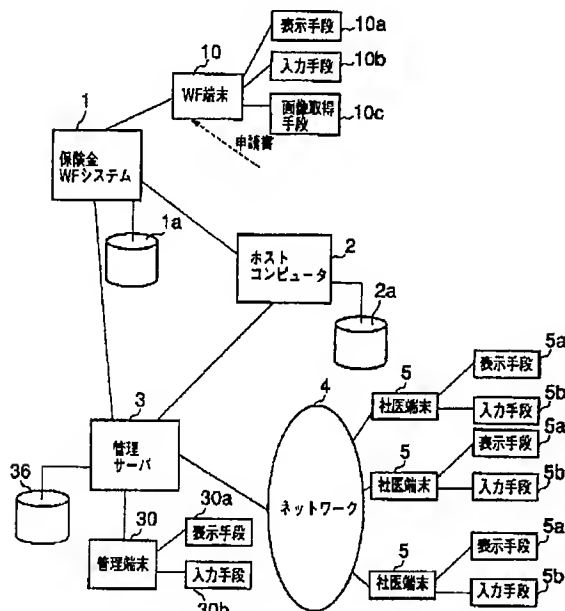 表示手段
10a
10
入力手段
10b
WF端末
画像取得
手段
10c
1
申請書
保険金
WFシステム
1a
2
ホスト
コンピュータ
2a
5a
4
5
表示手段
社医端末
5b
入力手段
5a
3
5
表示手段
管理
サーバ
社医端末
5b
36
ネットワーク
入力手段
30
30a
表示手段
5a
5
表示手段
管理端末
入力手段
社医端末
5b
30b
入力手段